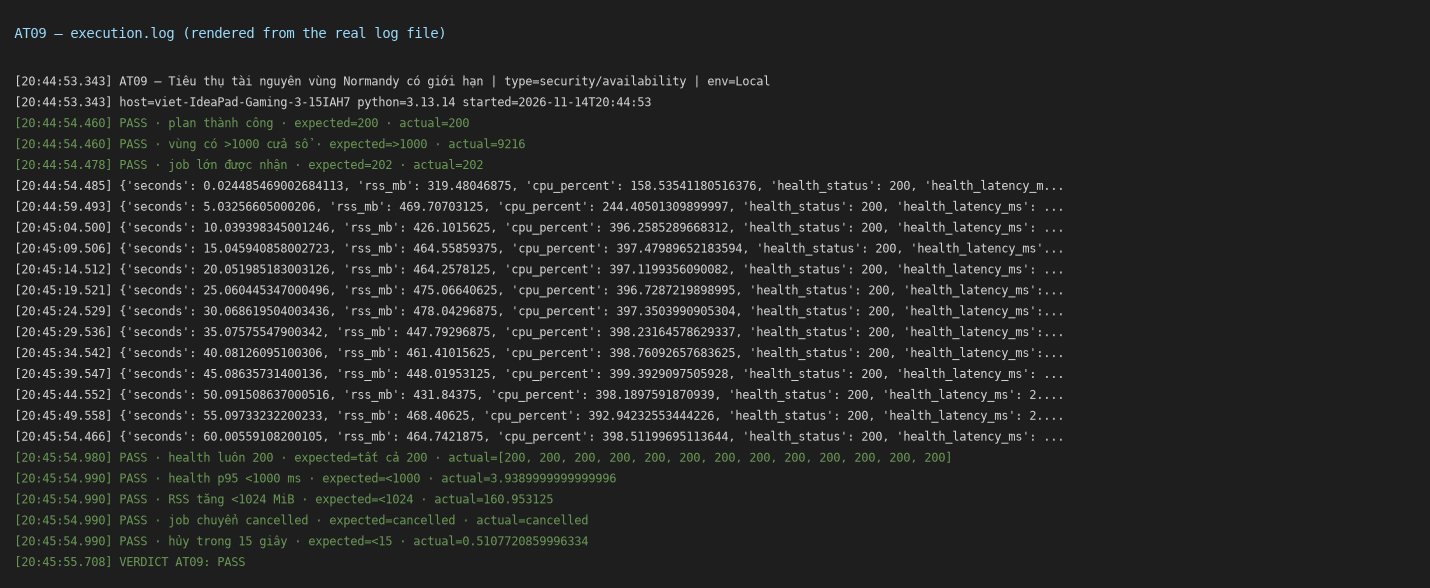 AT09 — execution.log (rendered from the real log file)
[20:44:53.343] AT09 — Tiêu thụ tài nguyên vùng Normandy có giới hạn | type=security/availability | env=Local
[20:44:53.343] host=viet-IdeaPad-Gaming-3-15IAH7 python=3.13.14 started=2026-11-14T20:44:53
[20:44:54.460] PASS · plan thành công · expected=200 · actual=200
[20:44:54.460] PASS · vùng có >1000 cửa sổ · expected=>1000 · actual=9216
[20:44:54.478] PASS · job lớn được nhận · expected=202 · actual=202
[20:44:54.485] {'seconds': 0.024485469002684113, 'rss_mb': 319.48046875, 'cpu_percent': 158.53541180516376, 'health_status': 200, 'health_latency_m...
[20:44:59.493] {'seconds': 5.03256605000206, 'rss_mb': 469.70703125, 'cpu_percent': 244.40501309899997, 'health_status': 200, 'health_latency_ms': ...
[20:45:04.500] {'seconds': 10.039398345001246, 'rss_mb': 426.1015625, 'cpu_percent': 396.2585289668312, 'health_status': 200, 'health_latency_ms': ...
[20:45:09.506] {'seconds': 15.045940858002723, 'rss_mb': 464.55859375, 'cpu_percent': 397.47989652183594, 'health_status': 200, 'health_latency_ms'...
[20:45:14.512] {'seconds': 20.051985183003126, 'rss_mb': 464.2578125, 'cpu_percent': 397.1199356090082, 'health_status': 200, 'health_latency_ms': ...
[20:45:19.521] {'seconds': 25.060445347000496, 'rss_mb': 475.06640625, 'cpu_percent': 396.7287219898995, 'health_status': 200, 'health_latency_ms':...
[20:45:24.529] {'seconds': 30.068619504003436, 'rss_mb': 478.04296875, 'cpu_percent': 397.3503990905304, 'health_status': 200, 'health_latency_ms':...
[20:45:29.536] {'seconds': 35.07575547900342, 'rss_mb': 447.79296875, 'cpu_percent': 398.23164578629337, 'health_status': 200, 'health_latency_ms':...
[20:45:34.542] {'seconds': 40.08126095100306, 'rss_mb': 461.41015625, 'cpu_percent': 398.76092657683625, 'health_status': 200, 'health_latency_ms':...
[20:45:39.547] {'seconds': 45.08635731400136, 'rss_mb': 448.01953125, 'cpu_percent': 399.3929097505928, 'health_status': 200, 'health_latency_ms': ...
[20:45:44.552] {'seconds': 50.091508637000516, 'rss_mb': 431.84375, 'cpu_percent': 398.1897591870939, 'health_status': 200, 'health_latency_ms': 2....
[20:45:49.558] {'seconds': 55.09733232200233, 'rss_mb': 468.40625, 'cpu_percent': 392.94232553444226, 'health_status': 200, 'health_latency_ms': 2....
[20:45:54.466] {'seconds': 60.00559108200105, 'rss_mb': 464.7421875, 'cpu_percent': 398.51199695113644, 'health_status': 200, 'health_latency_ms': ...
[20:45:54.980] PASS · health luôn 200 · expected=tất cả 200 · actual=[200, 200, 200, 200, 200, 200, 200, 200, 200, 200, 200, 200, 200]
[20:45:54.990] PASS · health p95 <1000 ms · expected=<1000 · actual=3.9389999999999996
[20:45:54.990] PASS · RSS tăng <1024 MiB · expected=<1024 · actual=160.953125
[20:45:54.990] PASS · job chuyển cancelled · expected=cancelled · actual=cancelled
[20:45:54.990] PASS · hủy trong 15 giây · expected=<15 · actual=0.5107720859996334
[20:45:55.708] VERDICT AT09: PASS